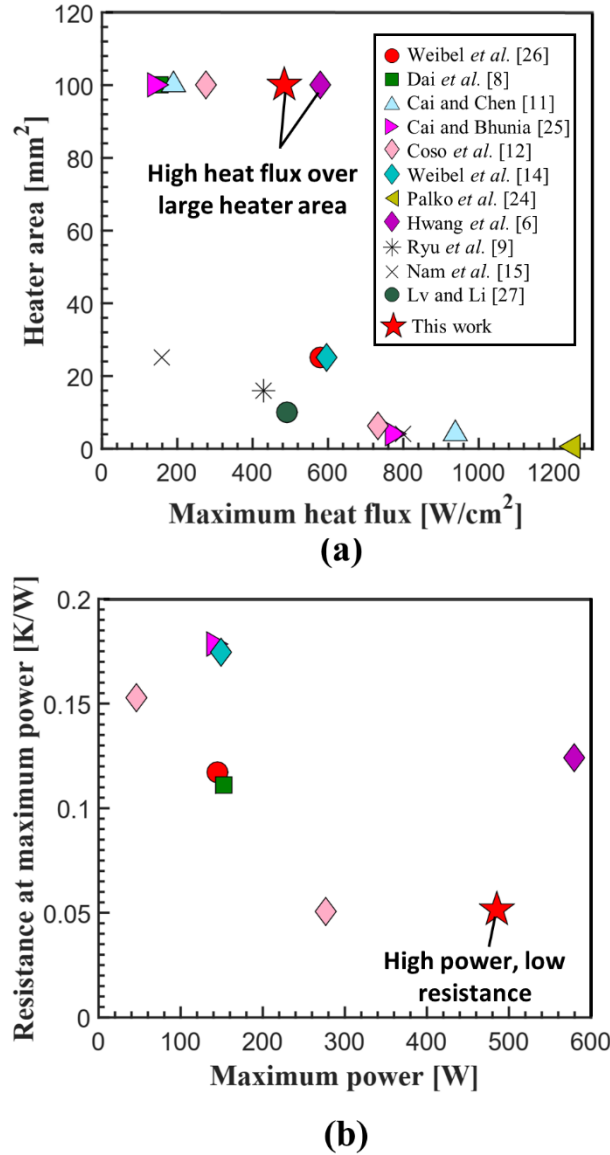 120
100
80
60
40
20
0
Heater area [mm²]
0 200 400 600 800 1000 1200
Maximum heat flux [W/cm²]
High heat flux over
large heater area
Weibel et al. [26]
Dai et al. [8]
Cai and Chen [11]
Cai and Bhunia [25]
Coso et al. [12]
Weibel et al. [14]
Palko et al. [24]
Hwang et al. [6]
Ryu et al. [9]
Nam et al. [15]
Lv and Li [27]
This work
(a)
0.2
0.15
0.1
0.05
0
Resistance at maximum power [K/W]
High power, low
resistance
0 100 200 300 400 500 600
Maximum power [W]
(b)